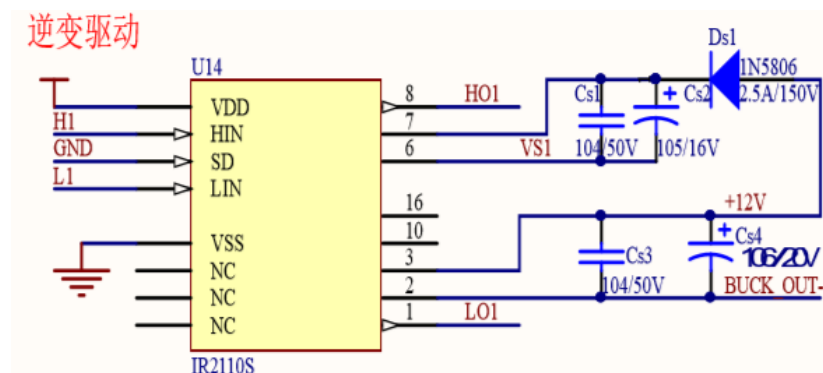 逆变驱动
U14
Ds1
1N5806
2.5A/150V
VDD
8
HO1
Cs1
+
Cs2
H1
HIN
7
GND
SD
6
VS1
104/50V
105/16V
L1
LIN
16
+12V
VSS
10
+
Cs4
NC
3
Cs3
106/20V
NC
2
104/50V
BUCK_OUT-
NC
1
LO1
IR2110S